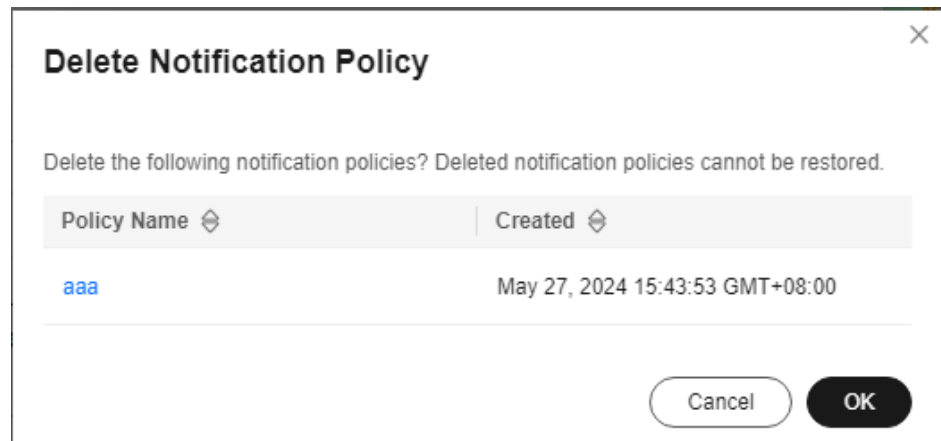 Delete Notification Policy
Delete the following notification policies? Deleted notification policies cannot be restored.
Policy Name Created
aaa May 27, 2024 15:43:53 GMT+08:00
Cancel OK